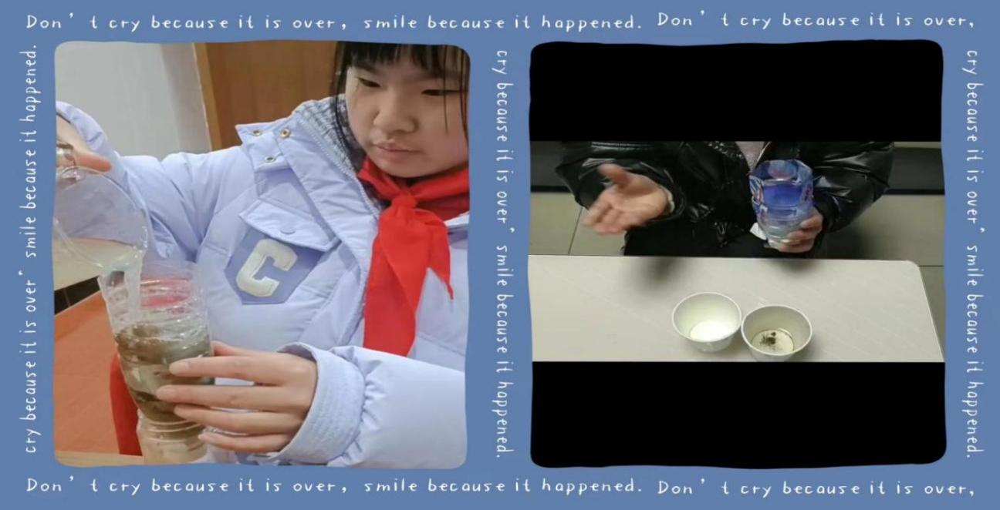 Don't cry because it is over, smile because it happened. Don't cry because it is over,
cry because it is over" smile because it happened.
C
cry because it is over" smile because it happened.
cry because it is over" smile because it happened.
Don't cry because it is over, smile because it happened. Don't cry because it is over,